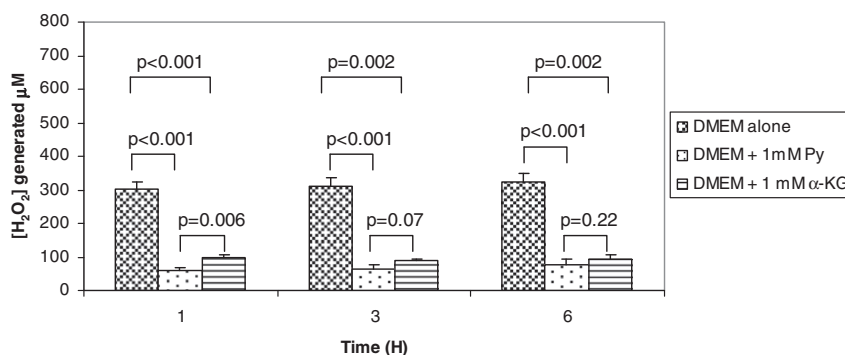 800
700
600
500
400
300
200
100
0
[H₂O₂] generated µM
p<0.001 p=0.002 p=0.002
p<0.001 p<0.001 p<0.001
p=0.006 p=0.07 p=0.22
1 3 6
Time (H)
DMEM alone
DMEM + 1mM Py
DMEM + 1 mM α-KG